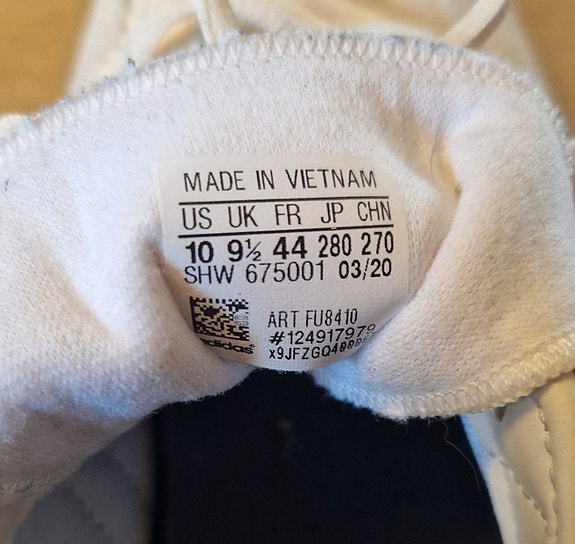 MADE IN VIETNAM
US UK FR JP CHN
10 9½ 44 280 270
SHW 675001 03/20
ART FU8410
#124917979
adidas